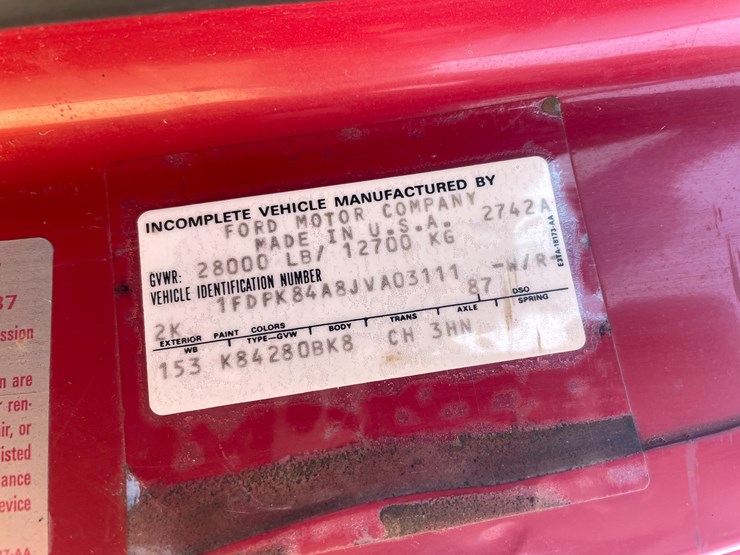 INCOMPLETE VEHICLE MANUFACTURED BY
FORD MOTOR COMPANY
MADE IN U.S.A. 2742A
GVWR: 28000 LB/ 12700 KG
VEHICLE IDENTIFICATION NUMBER
1FDPK84A8JVA03111 -W/R-
2K 87
EXTERIOR PAINT COLORS DSO
WB TYPE-GVW BODY TRANS AXLE SPRING
153 K84280BK8 CH 3HN
E3TA-18173-AA
87
ssion
n are
ren-
ir, or
isted
ance
evice